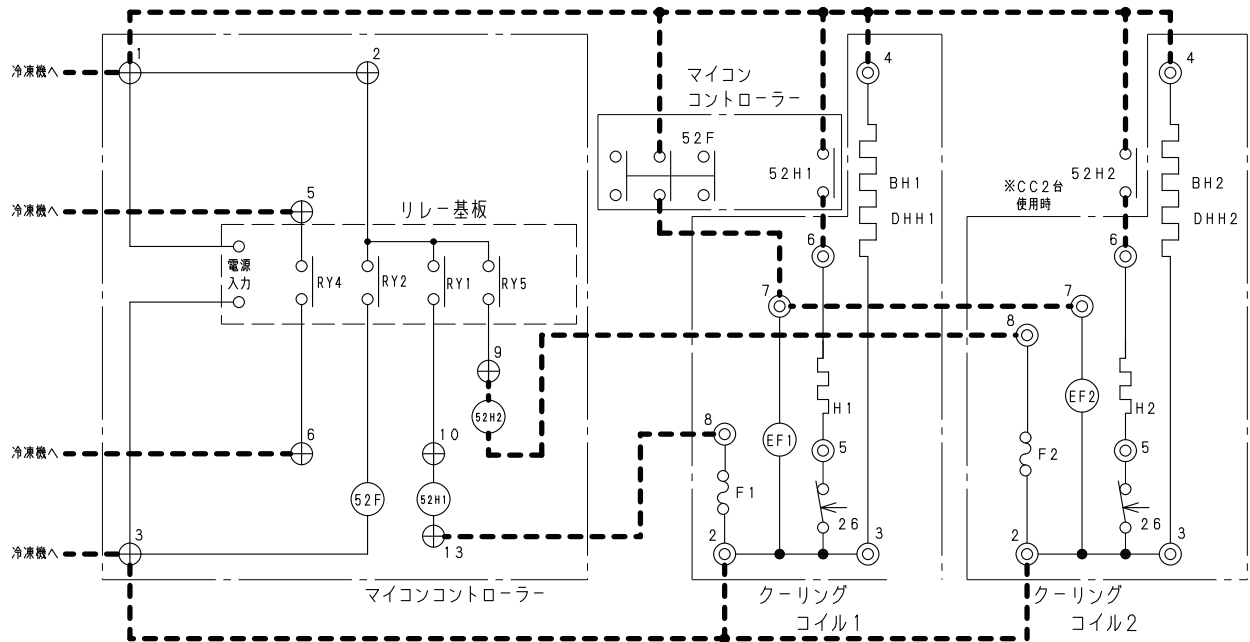 1
2
4
4
冷凍機へ
マイコン
コントローラー
52F
52H1
52H2
※CC2台
使用時
BH1
DHH1
BH2
DHH2
5
冷凍機へ
リレー基板
6
6
電源
入力
RY4
RY2
RY1
RY5
7
7
8
9
52H2
H1
EF2
H2
8
10
EF1
5
5
冷凍機へ
6
F1
F2
52F
52H1
26
26
13
3
冷凍機へ
2
3
2
3
マイコンコントローラー
クーリング
コイル1
クーリング
コイル2